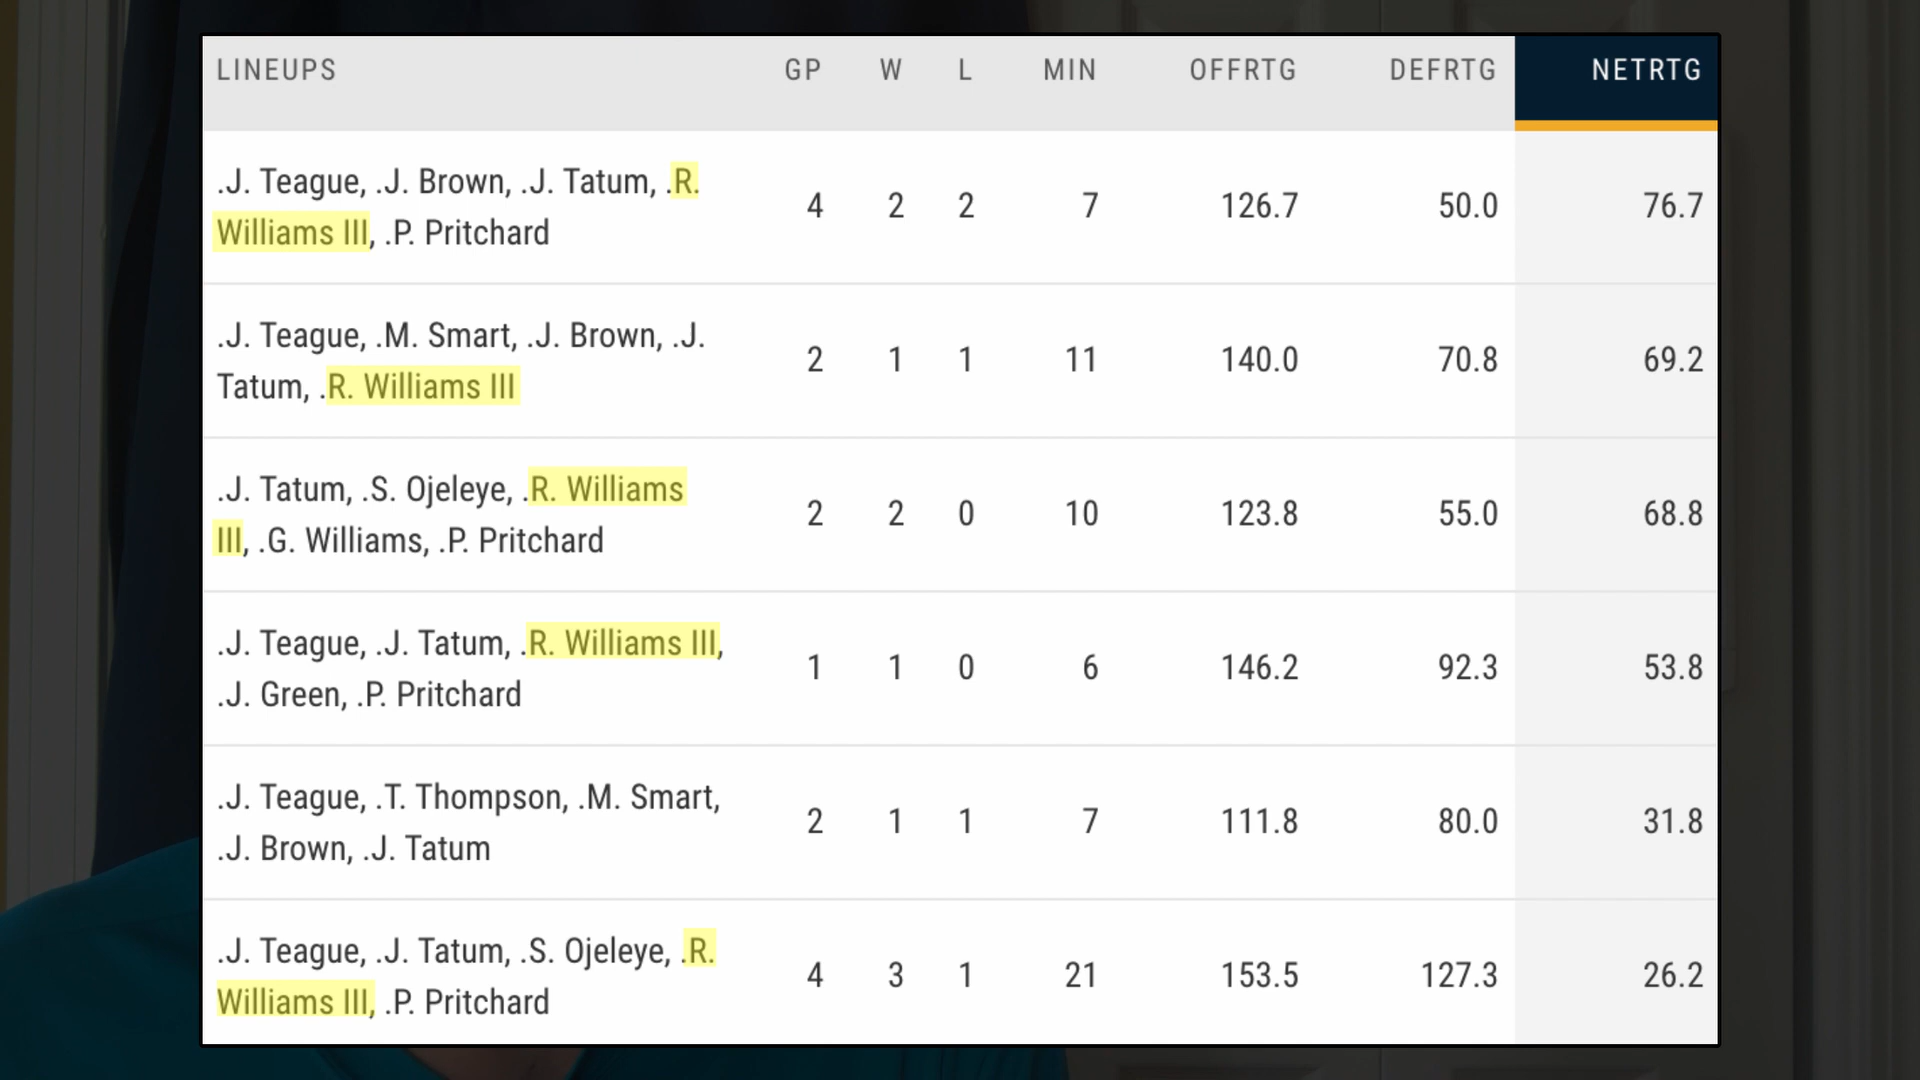 LINEUPS GP W L MIN OFFRTG DEFRTG NETRTG
.J. Teague, .J. Brown, .J. Tatum, .R.
Williams III, .P. Pritchard
4 2 2 7 126.7 50.0 76.7
.J. Teague, .M. Smart, .J. Brown, .J.
Tatum, .R. Williams III
2 1 1 11 140.0 70.8 69.2
.J. Tatum, .S. Ojeleye, .R. Williams
III, .G. Williams, .P. Pritchard
2 2 0 10 123.8 55.0 68.8
.J. Teague, .J. Tatum, .R. Williams III,
.J. Green, .P. Pritchard
1 1 0 6 146.2 92.3 53.8
.J. Teague, .T. Thompson, .M. Smart,
.J. Brown, .J. Tatum
2 1 1 7 111.8 80.0 31.8
.J. Teague, .J. Tatum, .S. Ojeleye, .R.
Williams III, .P. Pritchard
4 3 1 21 153.5 127.3 26.2